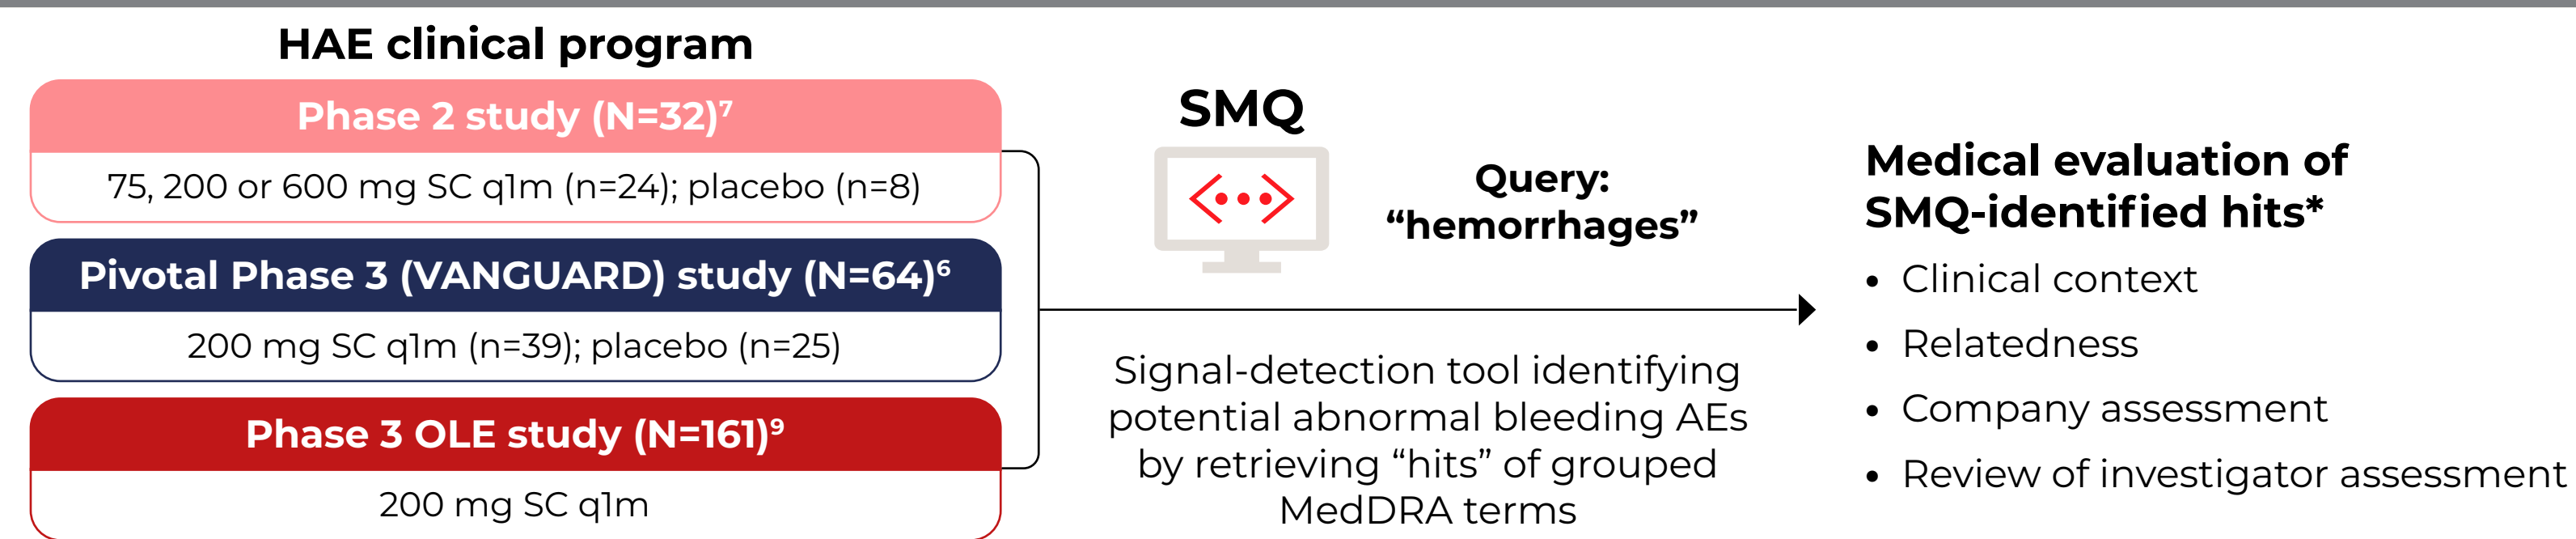 HAE clinical program
Phase 2 study (N=32)⁷
75, 200 or 600 mg SC q1m (n=24); placebo (n=8)
Pivotal Phase 3 (VANGUARD) study (N=64)⁶
200 mg SC q1m (n=39); placebo (n=25)
Phase 3 OLE study (N=161)⁹
200 mg SC q1m
SMQ
Query:
“hemorrhages”
Signal-detection tool identifying
potential abnormal bleeding AEs
by retrieving “hits” of grouped
MedDRA terms
Medical evaluation of
SMQ-identified hits*
• Clinical context
• Relatedness
• Company assessment
• Review of investigator assessment